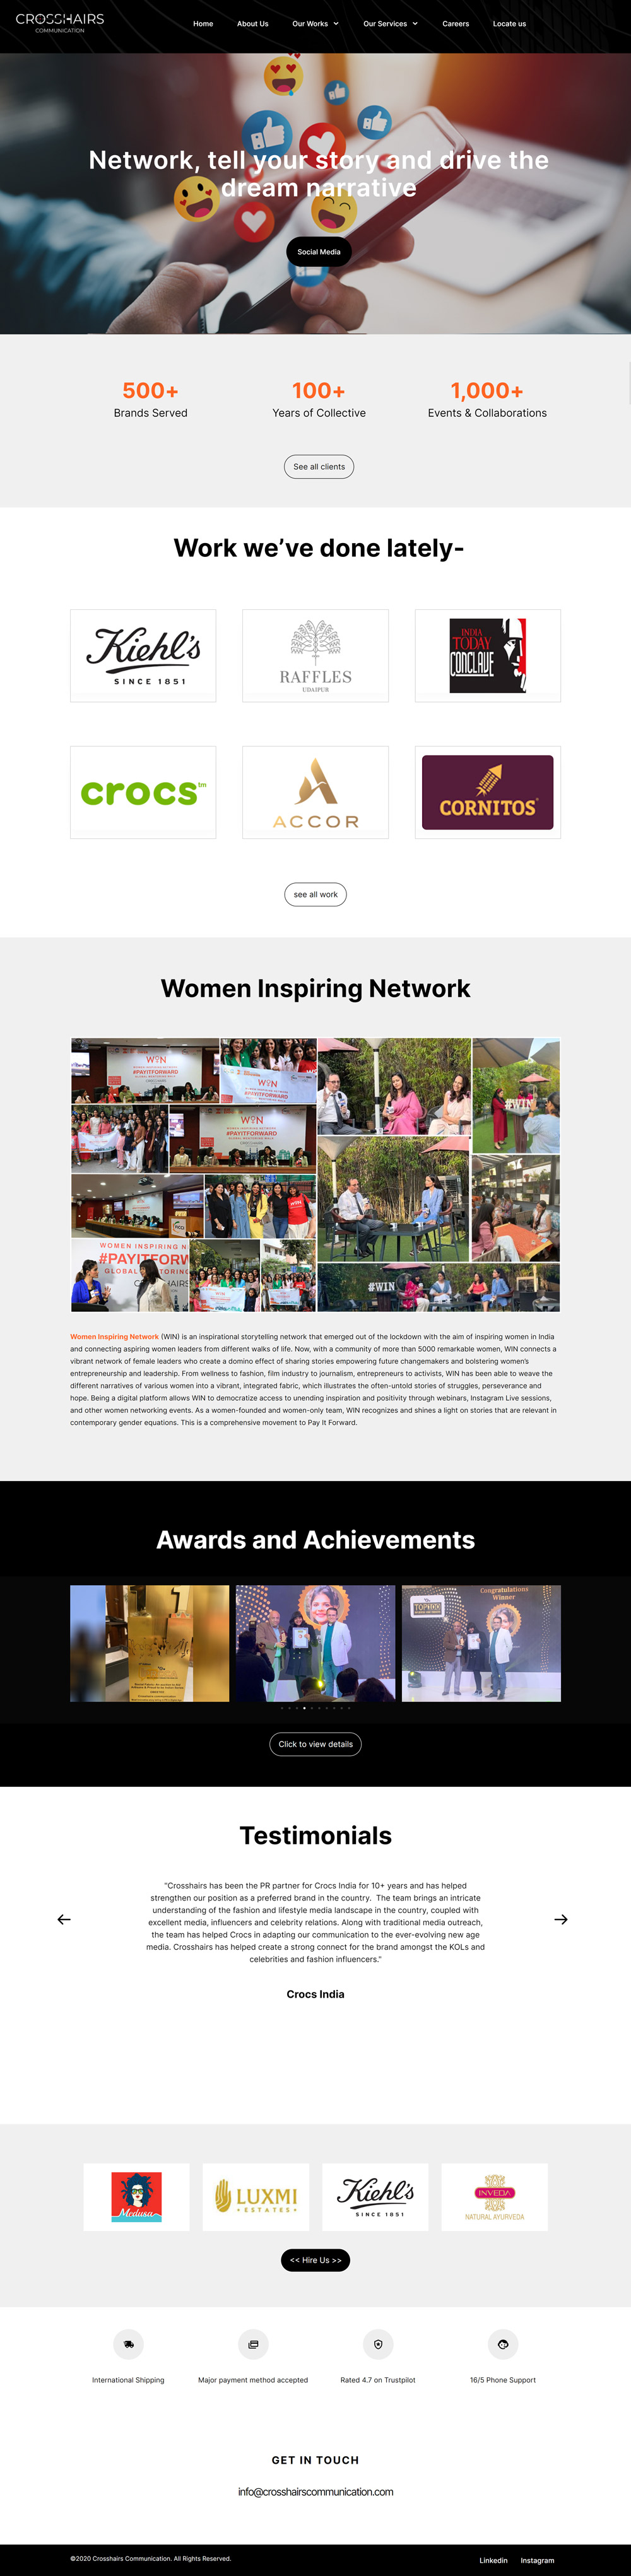 CROSSHAIRS
COMMUNICATION
Home About Us Our Works Our Services Careers Locate us
Network, tell your story and drive the
dream narrative
Social Media
500+ 100+ 1,000+
Brands Served Years of Collective Events & Collaborations
See all clients
Work we’ve done lately-
Kiehl's
SINCE 1851
RAFFLES
UDAIPUR
INDIA
TODAY
CONCLAVE
crocs™
ACCOR
CORNITOS
see all work
Women Inspiring Network
WIN
#PAYITFORWARD
WIN
WIN
#PAYITFORWARD
#WIN
WOMEN INSPIRING N
#PAYITFORW
GLOBAL
#WIN
Women Inspiring Network (WIN) is an inspirational storytelling network that emerged out of the lockdown with the aim of inspiring women in India
and connecting aspiring women leaders from different walks of life. Now, with a community of more than 5000 remarkable women, WIN connects a
vibrant network of female leaders who create a domino effect of sharing stories empowering future changemakers and bolstering women’s
entrepreneurship and leadership. From wellness to fashion, film industry to journalism, entrepreneurs to activists, WIN has been able to weave the
different narratives of various women into a vibrant, integrated fabric, which illustrates the often-untold stories of struggles, perseverance and
hope. Being a digital platform allows WIN to democratize access to unending inspiration and positivity through webinars, Instagram Live sessions,
and other women networking events. As a women-founded and women-only team, WIN recognizes and shines a light on stories that are relevant in
contemporary gender equations. This is a comprehensive movement to Pay It Forward.
Awards and Achievements
Congratulations
Winner
TOP100
Click to view details
Testimonials
"Crosshairs has been the PR partner for Crocs India for 10+ years and has helped
strengthen our position as a preferred brand in the country. The team brings an intricate
understanding of the fashion and lifestyle media landscape in the country, coupled with
excellent media, influencers and celebrity relations. Along with traditional media outreach,
the team has helped Crocs in adapting our communication to the ever-evolving new age
media. Crosshairs has helped create a strong connect for the brand amongst the KOLs and
celebrities and fashion influencers."
Crocs India
Medusa
LUXMI
• ESTATES •
Kiehl's
SINCE 1851
INVEDA
NATURAL AYURVEDA
<< Hire Us >>
International Shipping Major payment method accepted Rated 4.7 on Trustpilot 16/5 Phone Support
GET IN TOUCH
info@crosshairscommunication.com
©2020 Crosshairs Communication. All Rights Reserved. Linkedin Instagram